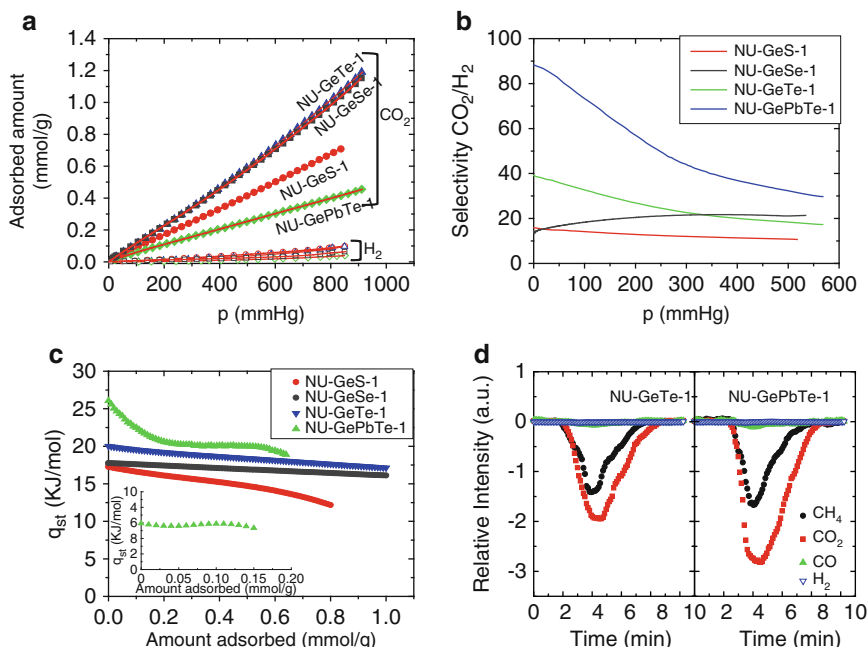 a
Adsorbed amount
(mmol/g)
1.4
1.2
1.0
0.8
0.6
0.4
0.2
0.0
NU-GeTe-1
NU-GeSe-1
CO2
NU-GeS-1
NU-GePbTe-1
H2
0 200 400 600 800 1000
p (mmHg)
b
Selectivity CO2/H2
100
80
60
40
20
0
NU-GeS-1
NU-GeSe-1
NU-GeTe-1
NU-GePbTe-1
0 100 200 300 400 500 600
p (mmHg)
c
qst (KJ/mol)
30
25
20
15
10
5
0
NU-GeS-1
NU-GeSe-1
NU-GeTe-1
NU-GePbTe-1
qst (KJ/mol)
10
8
6
4
2
0
0 0.05 0.10 0.15 0.20
Amount adsorbed (mmol/g)
0.0 0.2 0.4 0.6 0.8 1.0
Amount adsorbed (mmol/g)
d
Relative Intensity (a.u.)
1
0
-1
-2
-3
NU-GeTe-1
NU-GePbTe-1
CH4
CO2
CO
H2
0 2 4 6 8 10 2 4 6 8 10
Time (min)
Time (min)